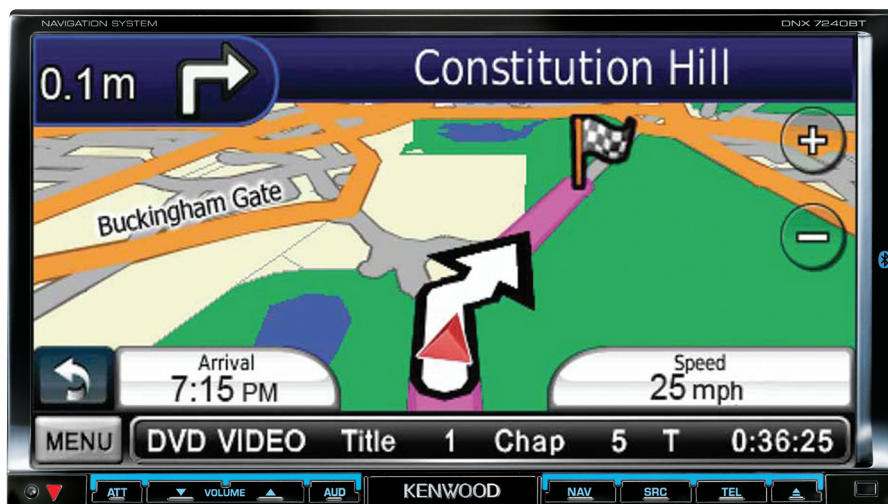 NAVIGATION SYSTEM DNX 7240BT
0.1m Constitution Hill
Buckingham Gate
Arrival
7:15 PM
Speed
25 mph
MENU DVD VIDEO Title 1 Chap 5 T 0:36:25
ATT VOLUME AUD KENWOOD NAV SRC TEL